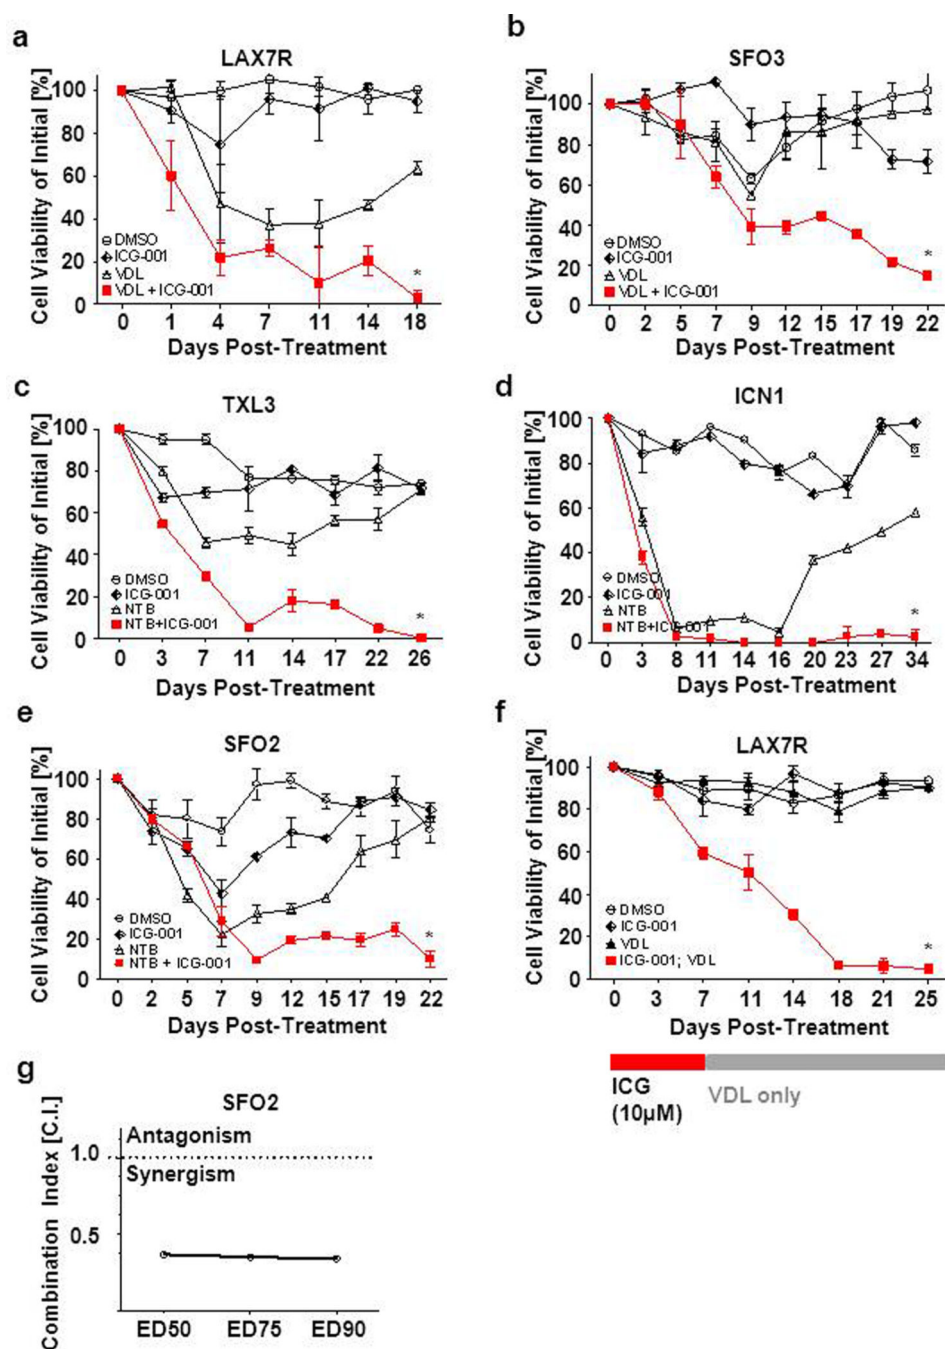 a
LAX7R
Cell Viability of Initial [%]
100
80
60
40
20
0
DMSO
ICG-001
VDL
VDL + ICG-001
*
0 1 4 7 11 14 18
Days Post-Treatment
b
SFO3
Cell Viability of Initial [%]
100
80
60
40
20
0
DMSO
ICG-001
VDL
VDL + ICG-001
*
0 2 5 7 9 12 15 17 19 22
Days Post-Treatment
c
TXL3
Cell Viability of Initial [%]
100
80
60
40
20
0
DMSO
ICG-001
NTB
NTB+ICG-001
*
0 3 7 11 14 17 22 26
Days Post-Treatment
d
ICN1
Cell Viability of Initial [%]
100
80
60
40
20
0
DMSO
ICG-001
NTB
NTB+ICG-001
*
0 3 8 11 14 16 20 23 27 34
Days Post-Treatment
e
SFO2
Cell Viability of Initial [%]
100
80
60
40
20
0
DMSO
ICG-001
NTB
NTB + ICG-001
*
0 2 5 7 9 12 15 17 19 22
Days Post-Treatment
f
LAX7R
Cell Viability of Initial [%]
100
80
60
40
20
0
DMSO
ICG-001
VDL
ICG-001; VDL
*
0 3 7 11 14 18 21 25
Days Post-Treatment
ICG
(10µM)
VDL only
g
SFO2
Combination Index [C.I.]
1.0
0.5
Antagonism
Synergism
ED50 ED75 ED90